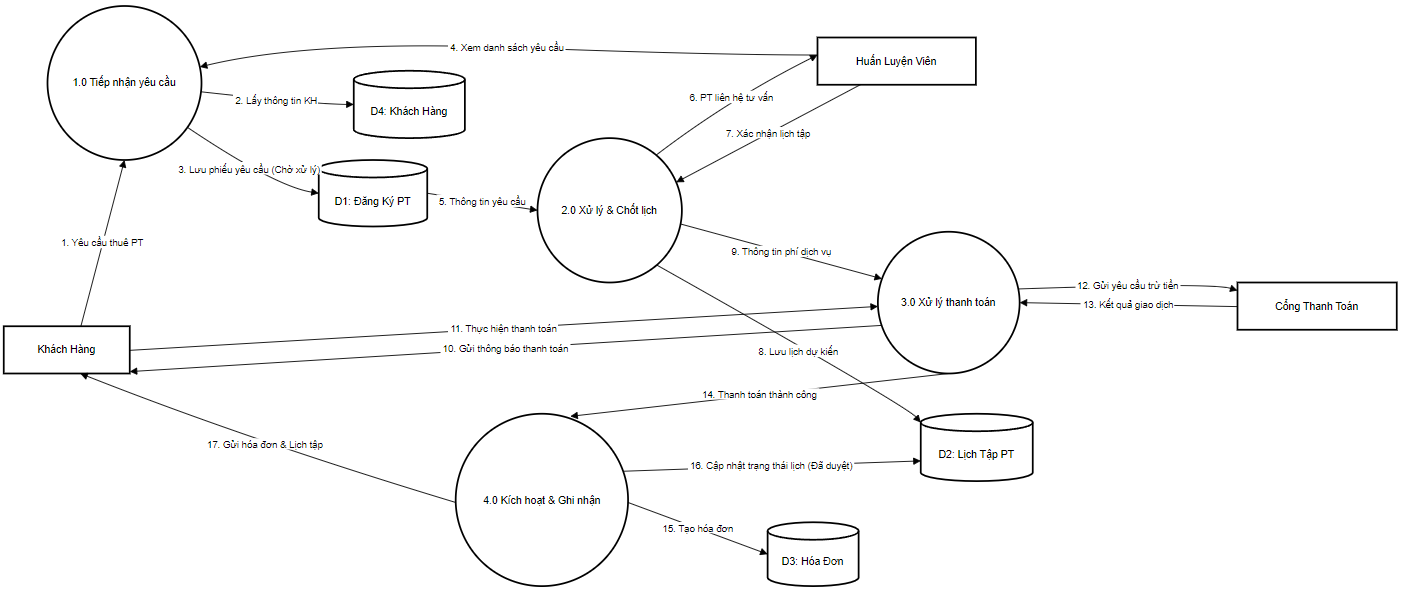 4. Xem danh sách yêu cầu
Huấn Luyện Viên
1.0 Tiếp nhận yêu cầu
2. Lấy thông tin KH
D4: Khách Hàng
6. PT liên hệ tư vấn
7. Xác nhận lịch tập
3. Lưu phiếu yêu cầu (Chờ xử lý)
D1: Đăng Ký PT
5. Thông tin yêu cầu
2.0 Xử lý & Chốt lịch
1. Yêu cầu thuê PT
9. Thông tin phí dịch vụ
12. Gửi yêu cầu trừ tiền
3.0 Xử lý thanh toán
13. Kết quả giao dịch
Cổng Thanh Toán
11. Thực hiện thanh toán
Khách Hàng
10. Gửi thông báo thanh toán
8. Lưu lịch dự kiến
14. Thanh toán thành công
17. Gửi hóa đơn & Lịch tập
D2: Lịch Tập PT
16. Cập nhật trạng thái lịch (Đã duyệt)
4.0 Kích hoạt & Ghi nhận
15. Tạo hóa đơn
D3: Hóa Đơn